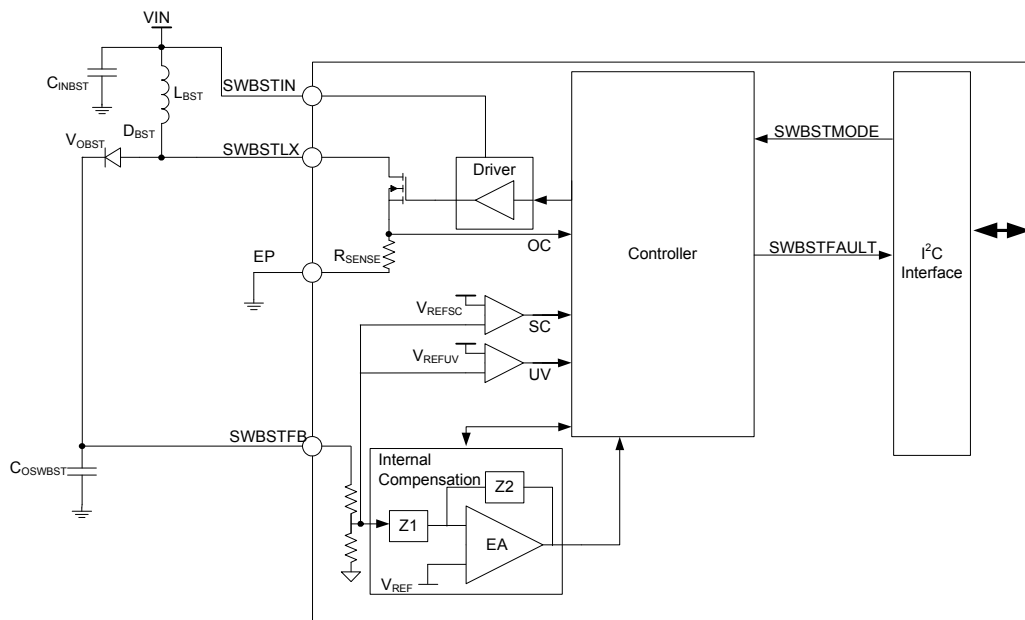 VIN
CINBST
LBST
SWBSTIN
DBST
VOBST
SWBSTLX
Driver
SWBSTMODE
OC
RSENSE
EP
Controller
SWBSTFAULT
I2C
Interface
VREFSC
SC
VREFUV
UV
SWBSTFB
COSWBST
Internal
Compensation
Z2
Z1
EA
VREF